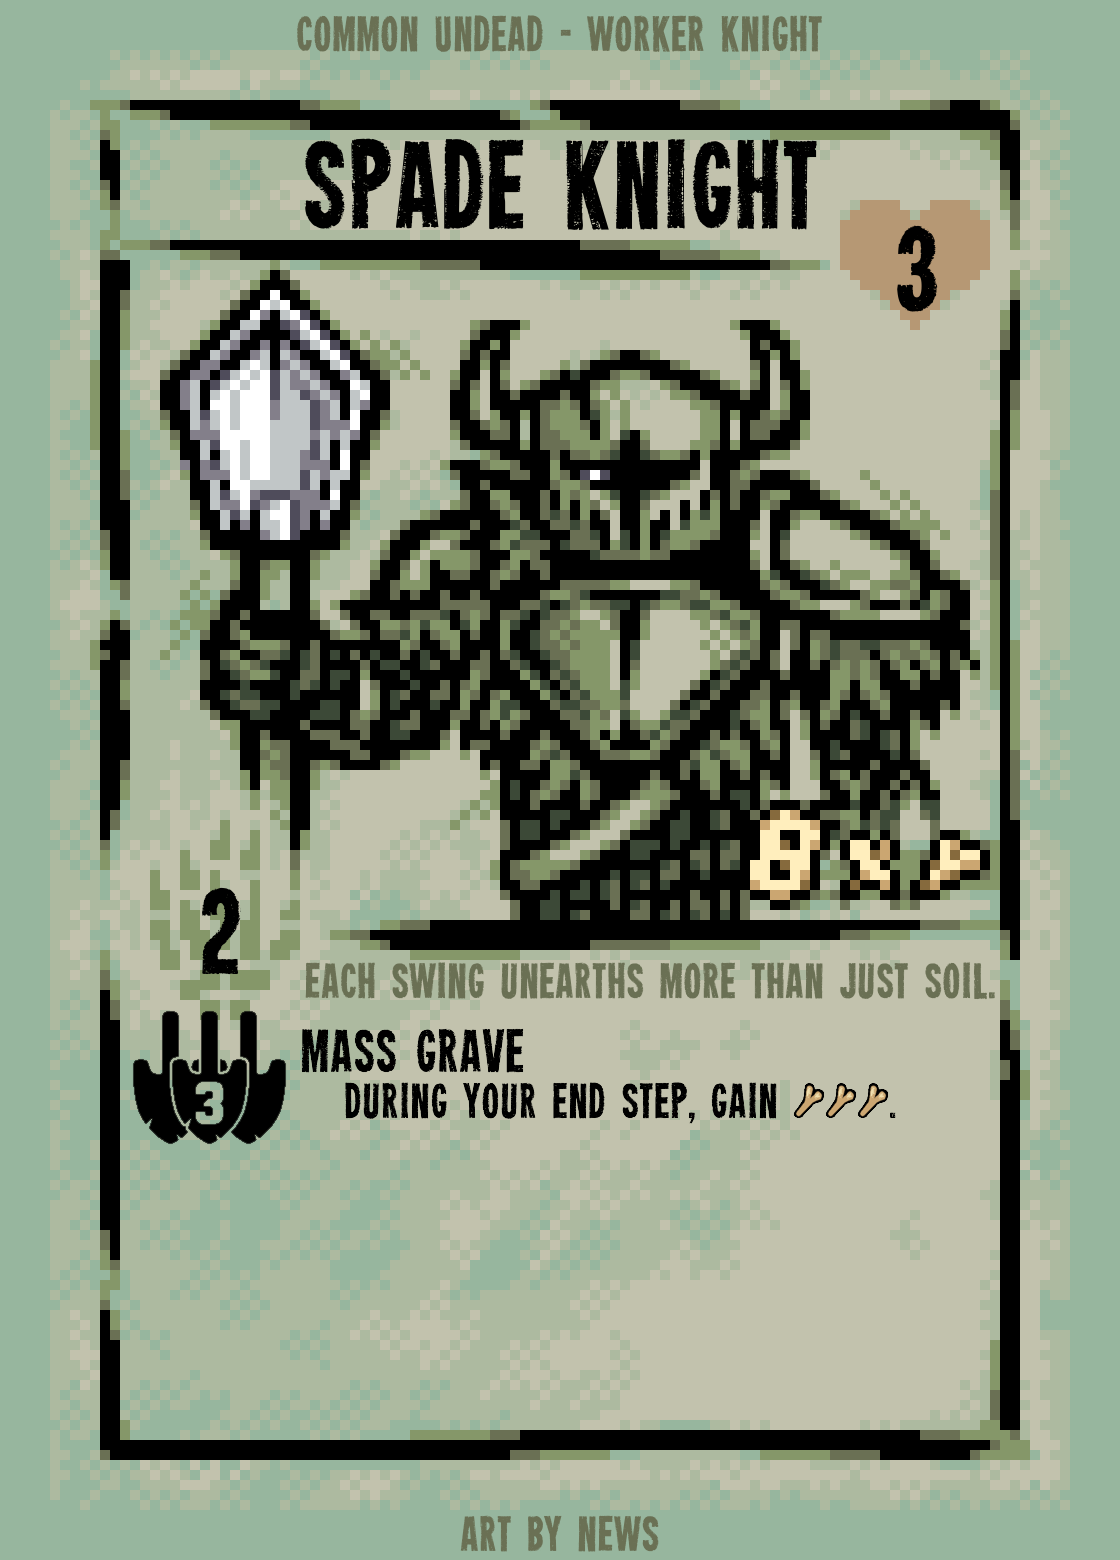 COMMON UNDEAD - WORKER KNIGHT
SPADE KNIGHT
3
8 x
2
EACH SWING UNEARTHS MORE THAN JUST SOIL.
MASS GRAVE
3
DURING YOUR END STEP, GAIN .
ART BY NEWS